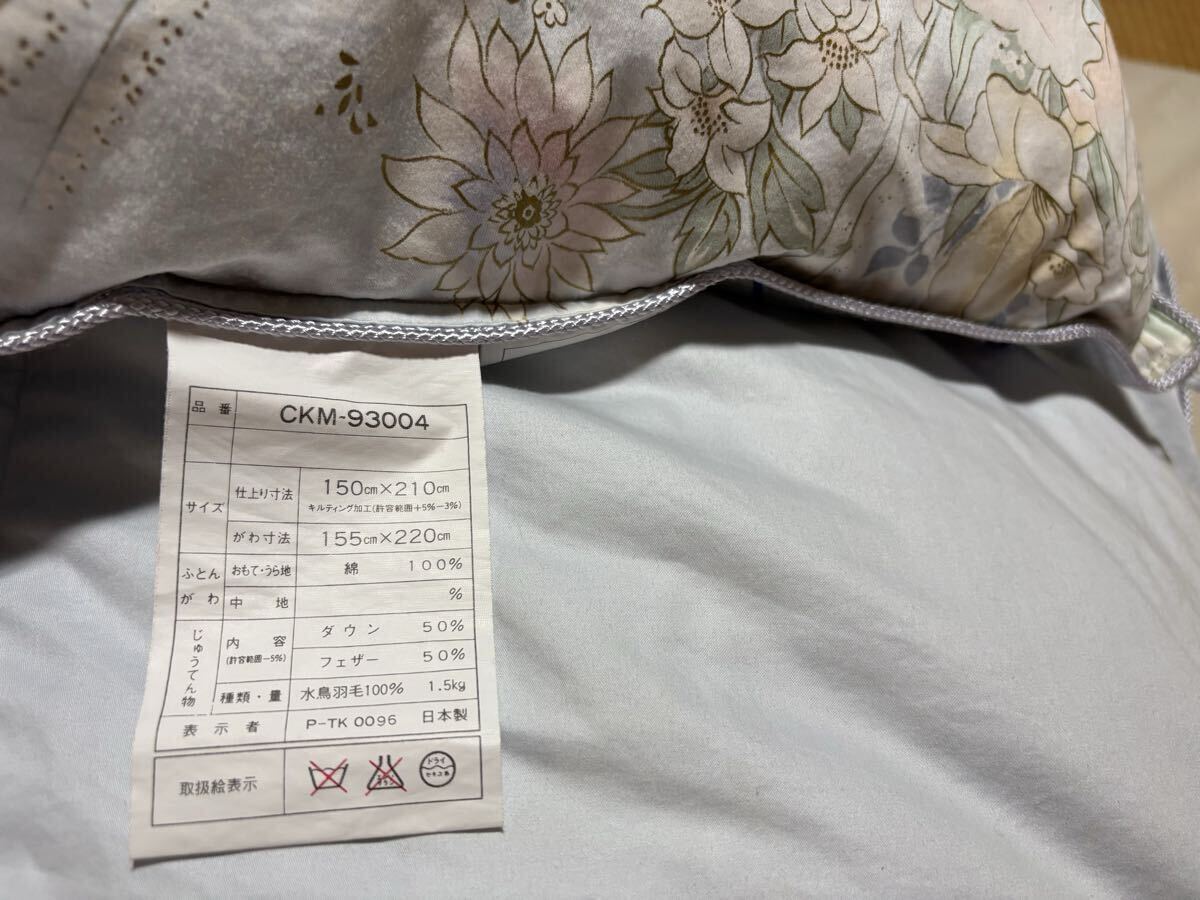 品番 CKM-93004
サイズ 仕上り寸法 150cm×210cm
キルティング加工(許容範囲+5%-3%)
がわ寸法 155cm×220cm
ふとんがわ おもて・うら地 綿 100%
中地 %
じゅうてん物 内容 ダウン 50%
(許容範囲-5%) フェザー 50%
種類・量 水鳥羽毛100% 1.5kg
表示者 P-TK 0096 日本製
取扱絵表示 ドライ
セキユ系